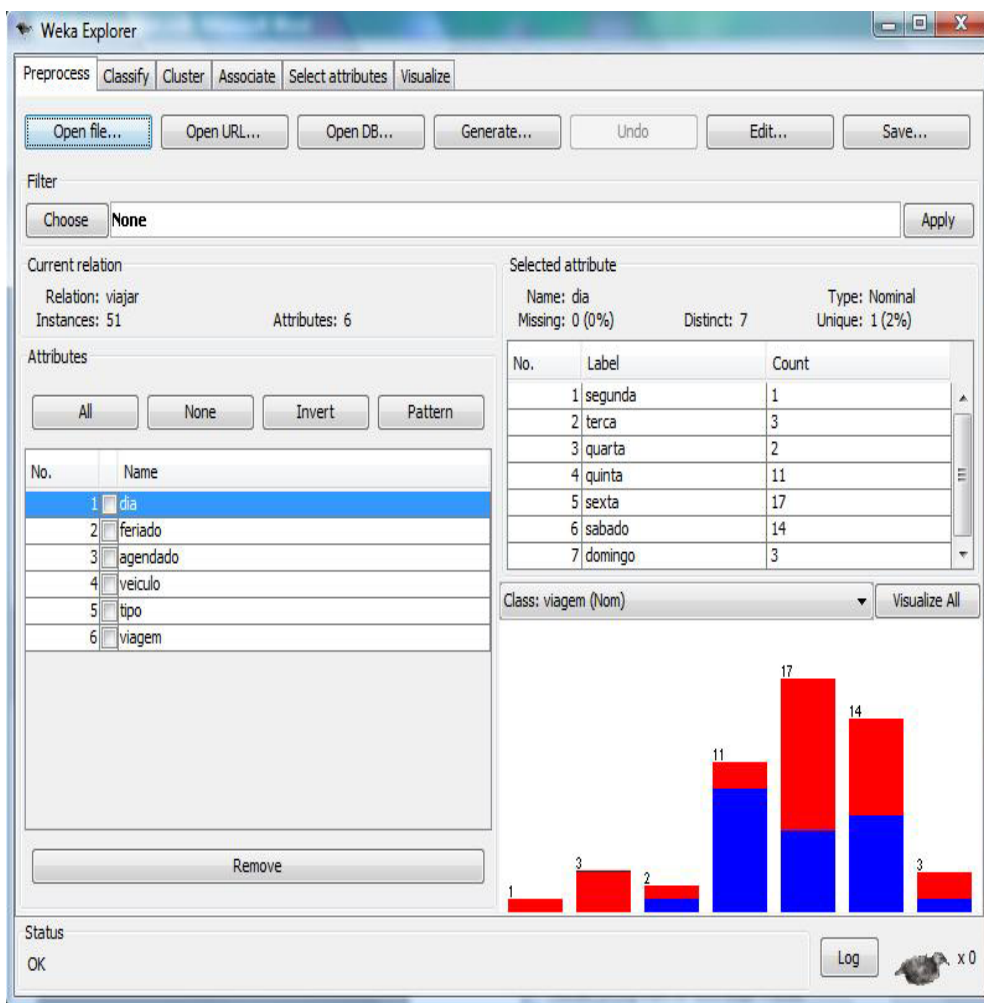 Weka Explorer
Preprocess Classify Cluster Associate Select attributes Visualize
Open file... Open URL... Open DB... Generate... Undo Edit... Save...
Filter
Choose None Apply
Current relation
Relation: viajar
Instances: 51 Attributes: 6
Attributes
All None Invert Pattern
No. Name
1 dia
2 feriado
3 agendado
4 veiculo
5 tipo
6 viagem
Remove
Selected attribute
Name: dia Type: Nominal
Missing: 0 (0%) Distinct: 7 Unique: 1 (2%)
No. Label Count
1 segunda 1
2 terca 3
3 quarta 2
4 quinta 11
5 sexta 17
6 sabado 14
7 domingo 3
Class: viagem (Nom) Visualize All
1 3 2 11 17 14 3
Status
OK
Log x 0